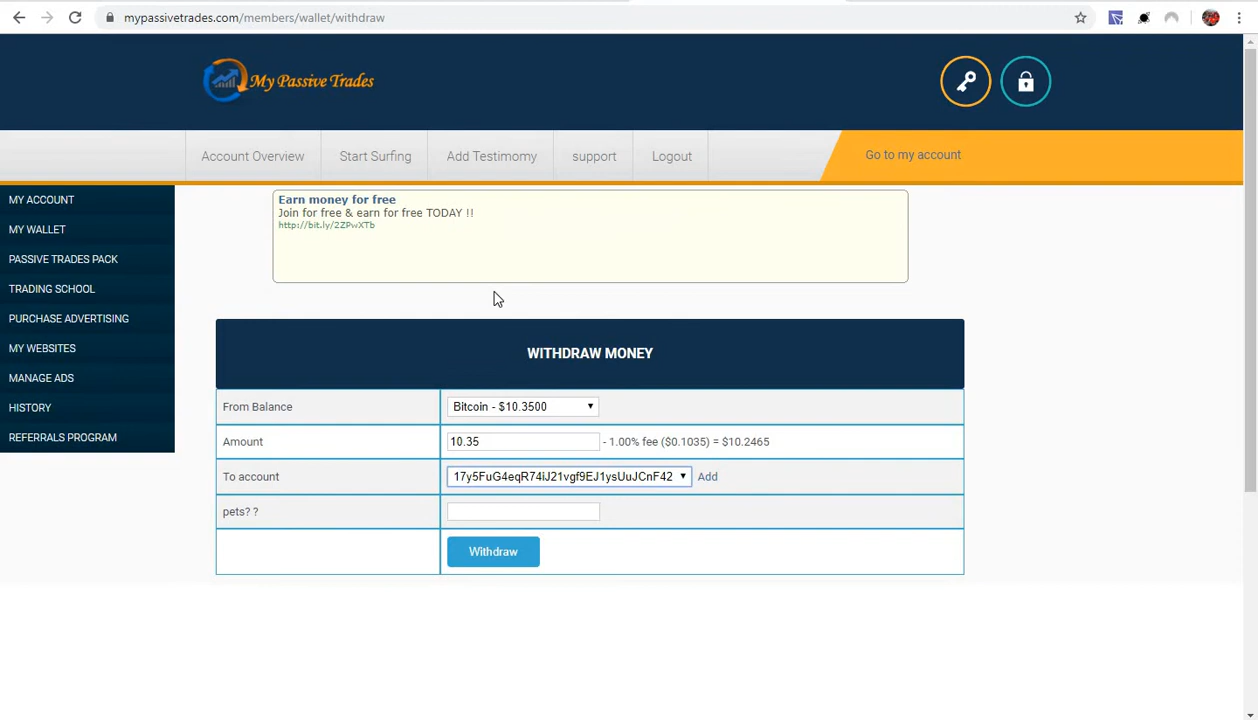 mypassivetrades.com/members/wallet/withdraw
My Passive Trades
Account Overview
Start Surfing
Add Testimomy
support
Logout
Go to my account
MY ACCOUNT
MY WALLET
PASSIVE TRADES PACK
TRADING SCHOOL
PURCHASE ADVERTISING
MY WEBSITES
MANAGE ADS
HISTORY
REFERRALS PROGRAM
Earn money for free
Join for free & earn for free TODAY !!
http://bit.ly/2ZPwXTb
WITHDRAW MONEY
From Balance
Bitcoin - $10.3500
Amount
10.35
- 1.00% fee ($0.1035) = $10.2465
To account
17y5FuG4eqR74iJ21vgf9EJ1ysUuJCnF42
Add
pets? ?
Withdraw